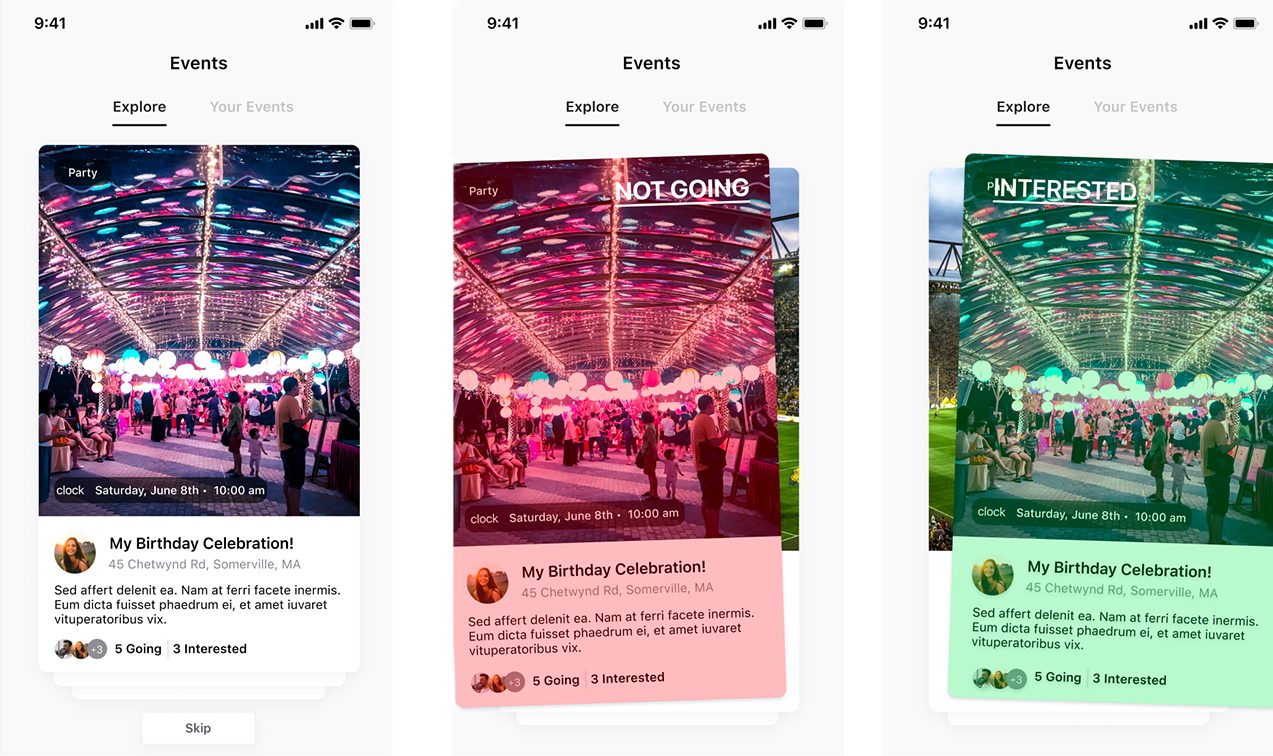 9:41
Events
Explore Your Events
Party
clock Saturday, June 8th • 10:00 am
My Birthday Celebration!
45 Chetwynd Rd, Somerville, MA
Sed affert delenit ea. Nam at ferri facete inermis.
Eum dicta fuisset phaedrum ei, et amet iuvaret
vituperatoribus vix.
+3 5 Going 3 Interested
Skip
9:41
Events
Explore Your Events
Party
NOT GOING
clock Saturday, June 8th • 10:00 am
My Birthday Celebration!
45 Chetwynd Rd, Somerville, MA
Sed affert delenit ea. Nam at ferri facete inermis.
Eum dicta fuisset phaedrum ei, et amet iuvaret
vituperatoribus vix.
+3 5 Going 3 Interested
9:41
Events
Explore Your Events
INTERESTED
clock Saturday, June 8th • 10:00 am
My Birthday Celebration!
45 Chetwynd Rd, Somerville, MA
Sed affert delenit ea. Nam at ferri facete inermis.
Eum dicta fuisset phaedrum ei, et amet iuvaret
vituperatoribus vix.
+3 5 Going 3 Interested